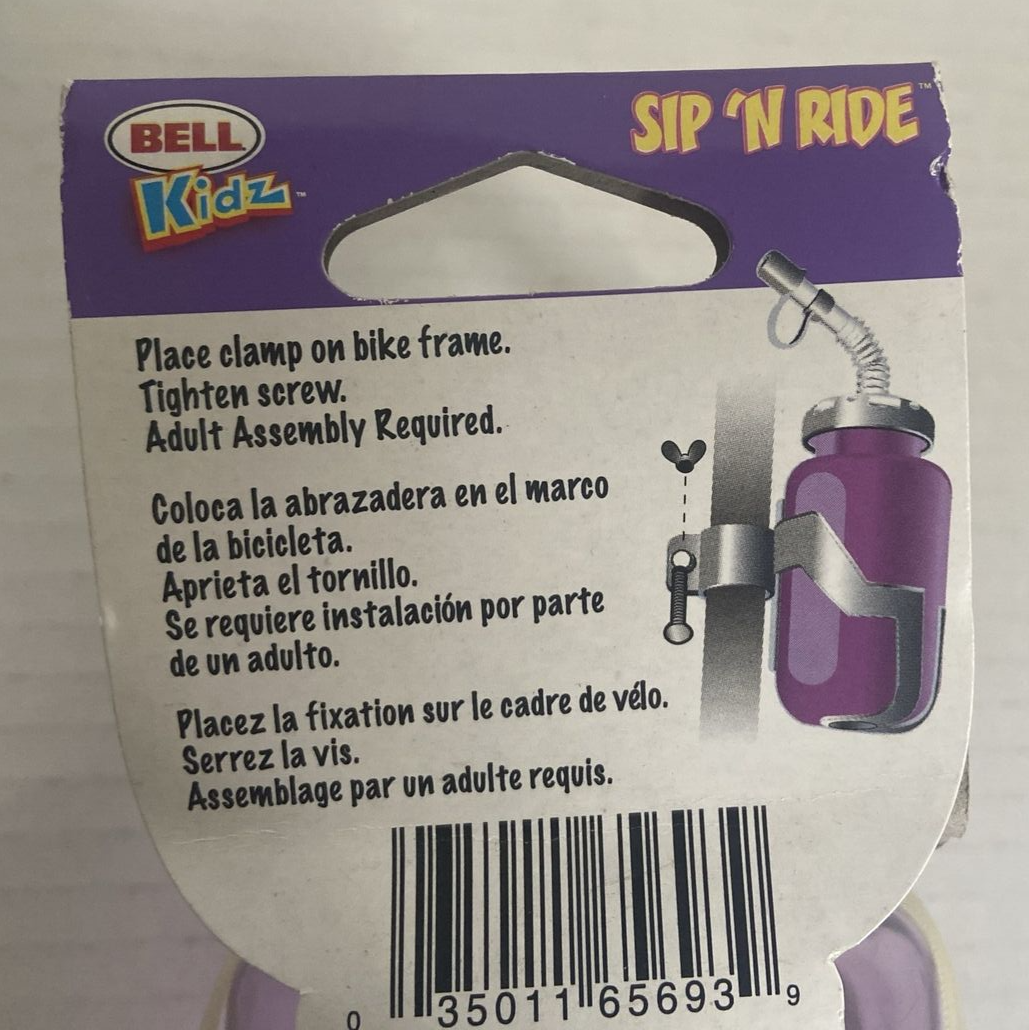 BELL
Kidz™
SIP 'N RIDE™
Place clamp on bike frame.
Tighten screw.
Adult Assembly Required.
Coloca la abrazadera en el marco
de la bicicleta.
Aprieta el tornillo.
Se requiere instalación por parte
de un adulto.
Placez la fixation sur le cadre de vélo.
Serrez la vis.
Assemblage par un adulte requis.
0 35011 65693 9